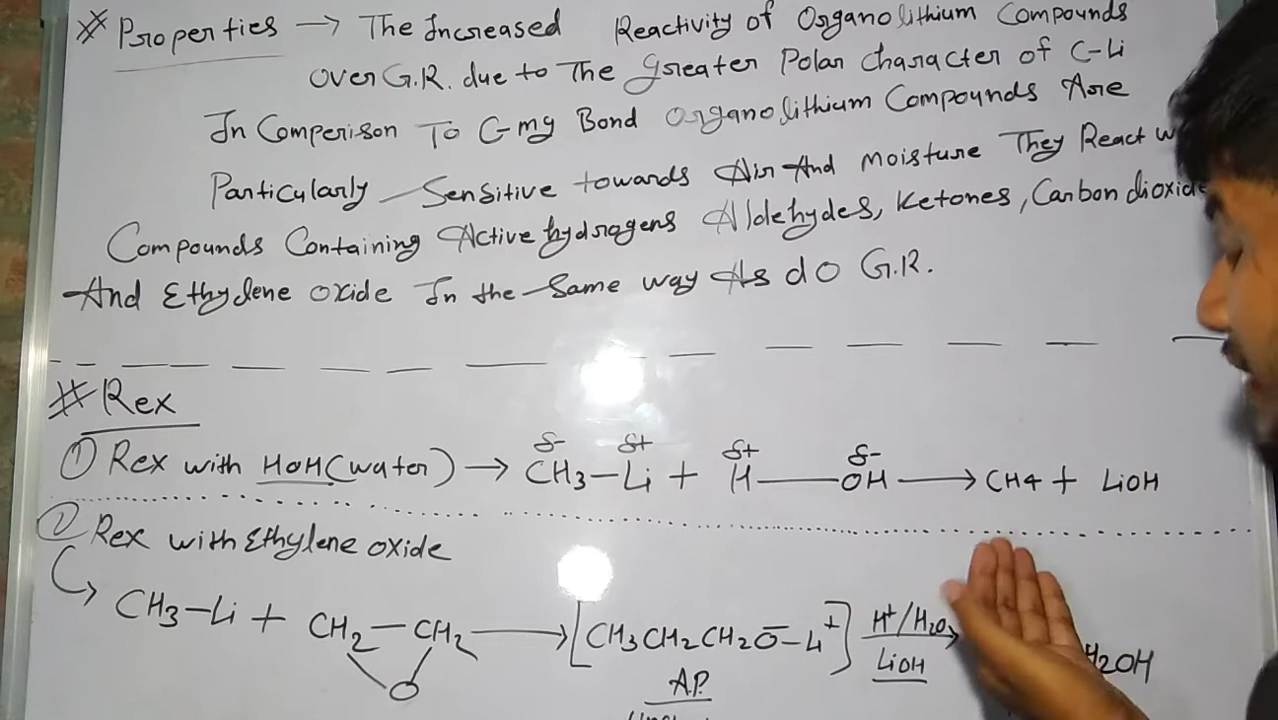 ※ Properties → The Increased Reactivity of Organolithium Compounds
Over G.R. due to The greater Polar Character of C-Li
In Comperison To C-mg Bond Organolithium Compounds Are
Particularly Sensitive towards Air And Moisture They React
Compounds Containing Active hydrogens Aldehydes, Ketones, Carbon dioxide
And Ethylene oxide In the Same way As do G.R.
# Rex
① Rex with HOH(water) → δ- CH3-Li δ+ + δ+ H—OH δ- → CH4 + LiOH
② Rex with Ethylene oxide
CH3-Li + CH2-CH2 → [CH3CH2CH2O- - Li+] H+/H2O →
O LiOH H2OH
A.P.